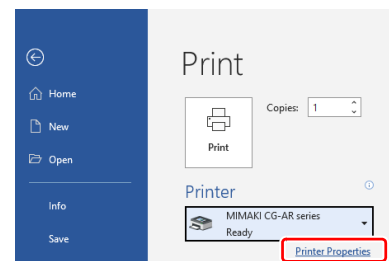 Home
New
Open
Info
Save
Print
Print
Copies: 1
Printer
MIMAKI CG-AR series
Ready
Printer Properties